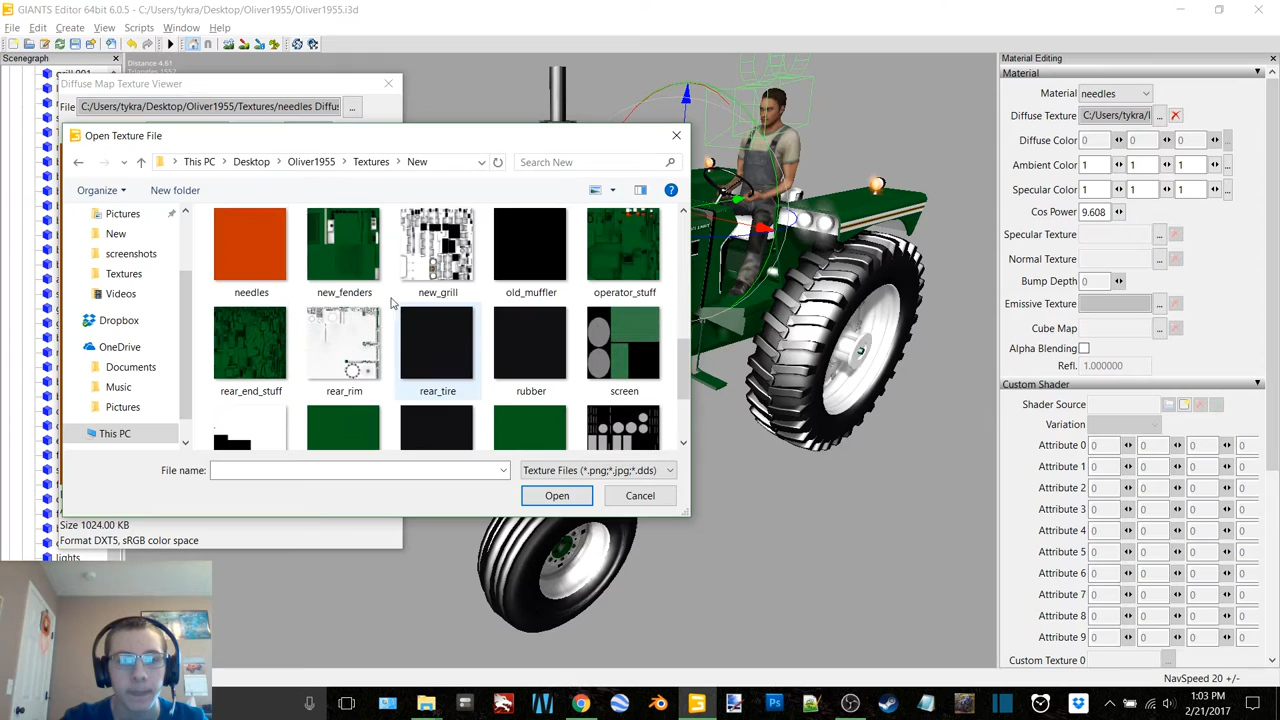 GIANTS Editor 64bit 6.0.5 - C:/Users/tykra/Desktop/Oliver1955/Oliver1955.i3d
File Edit Create View Scripts Window Help
Scenegraph
Distance 4.61
Triangles 1557
Diffuse Map Texture Viewer
File C:/Users/tykra/Desktop/Oliver1955/Textures/needles Diffus ...
Open Texture File
This PC > Desktop > Oliver1955 > Textures > New
Search New
Organize
New folder
Pictures
New
screenshots
Textures
Videos
Dropbox
OneDrive
Documents
Music
Pictures
This PC
needles
new_fenders
new_grill
old_muffler
operator_stuff
rear_end_stuff
rear_rim
rear_tire
rubber
screen
File name:
Texture Files (*.png;*.jpg;*.dds)
Open
Cancel
Size 1024.00 KB
Format DXT5, sRGB color space
lights
Material Editing
Material
Material needles
Diffuse Texture C:/Users/tykra/I ...
Diffuse Color 0 0 0 ...
Ambient Color 1 1 1 ...
Specular Color 1 1 1 ...
Cos Power 9.608
Specular Texture ...
Normal Texture ...
Bump Depth 0
Emissive Texture ...
Cube Map ...
Alpha Blending
Refl. 1.000000
Custom Shader
Shader Source
Variation
Attribute 0 0 0 0 0
Attribute 1 0 0 0 0
Attribute 2 0 0 0 0
Attribute 3 0 0 0 0
Attribute 4 0 0 0 0
Attribute 5 0 0 0 0
Attribute 6 0 0 0 0
Attribute 7 0 0 0 0
Attribute 8 0 0 0 0
Attribute 9 0 0 0 0
Custom Texture 0 ...
NavSpeed 20 +/-
1:03 PM
2/21/2017